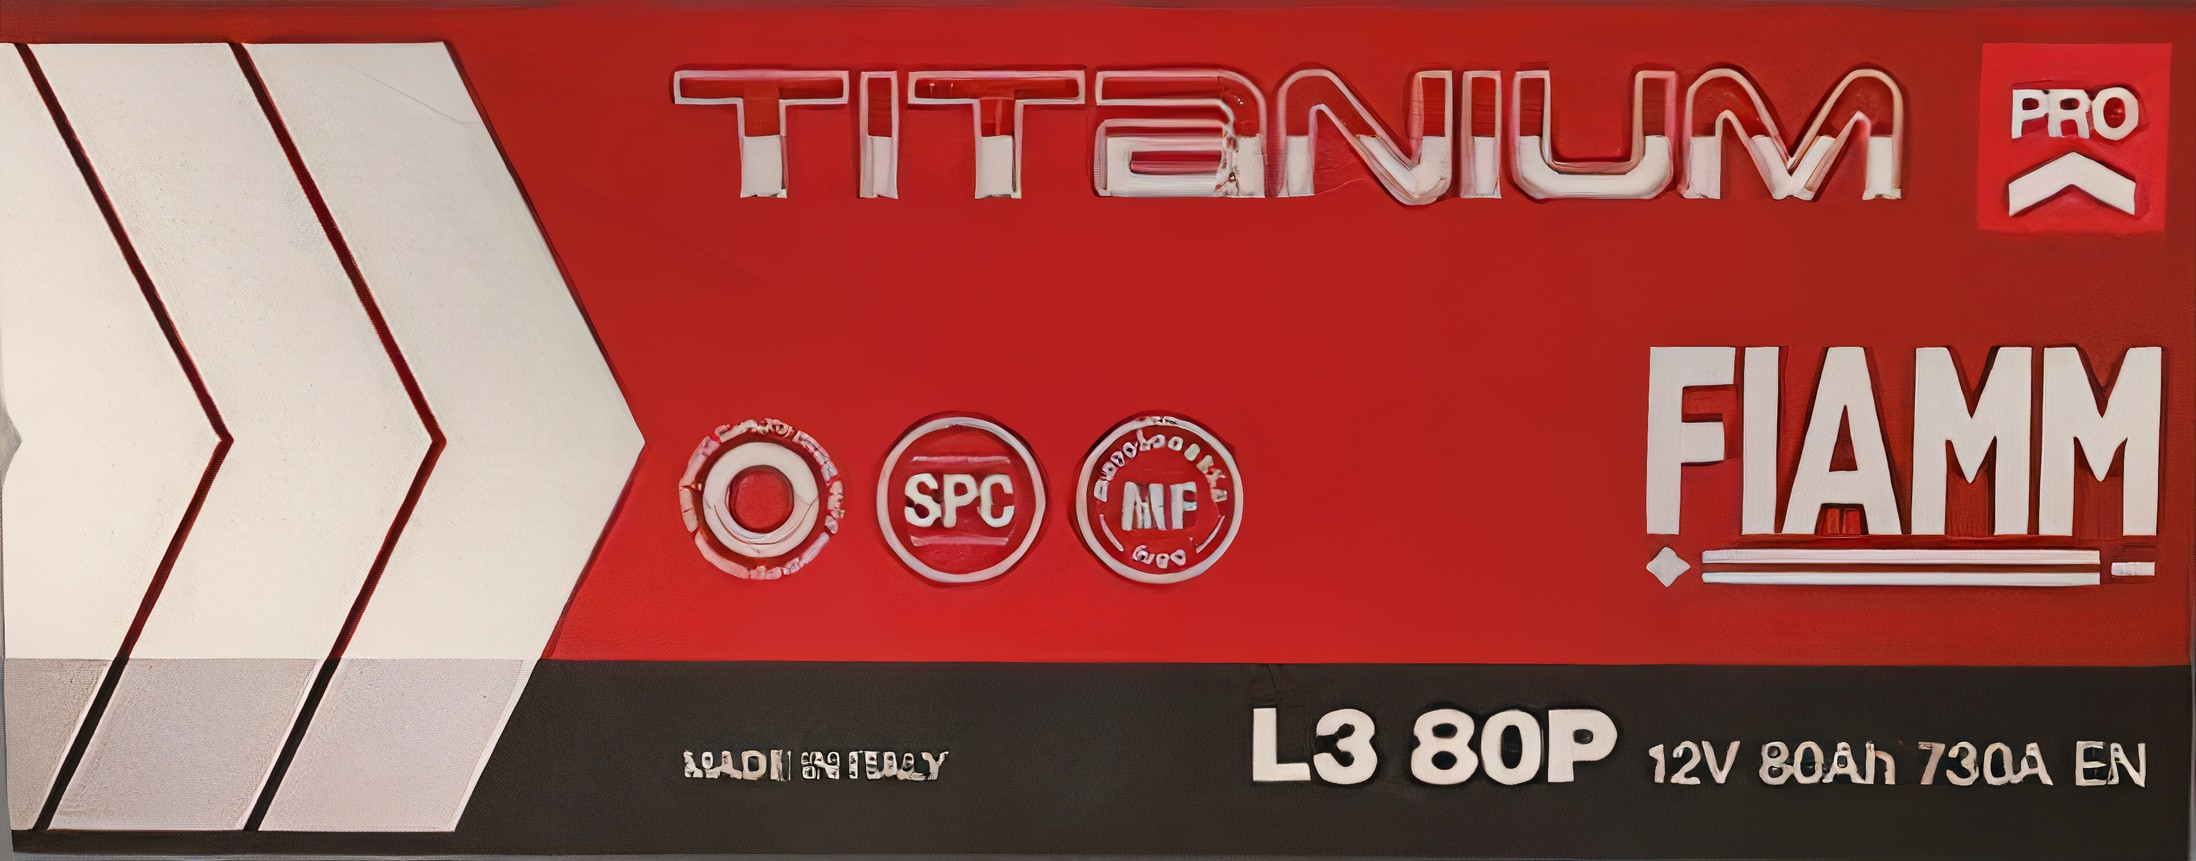 TITaNIUM
PRO
FIAMM
SPC
MF
MADE IN ITALY
L3 80P 12V 80Ah 730A EN